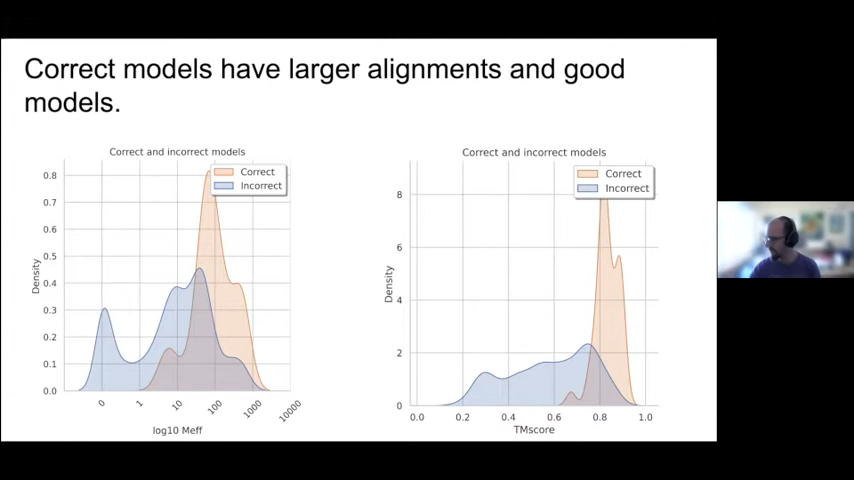 Correct models have larger alignments and good
models.
Correct and incorrect models
Correct
Incorrect
0.8
0.7
0.6
0.5
0.4
0.3
0.2
0.1
0.0
Density
0 1 10 100 1000 10000
log10 Meff
Correct and incorrect models
Correct
Incorrect
8
6
4
2
0
Density
0.0 0.2 0.4 0.6 0.8 1.0
TMscore